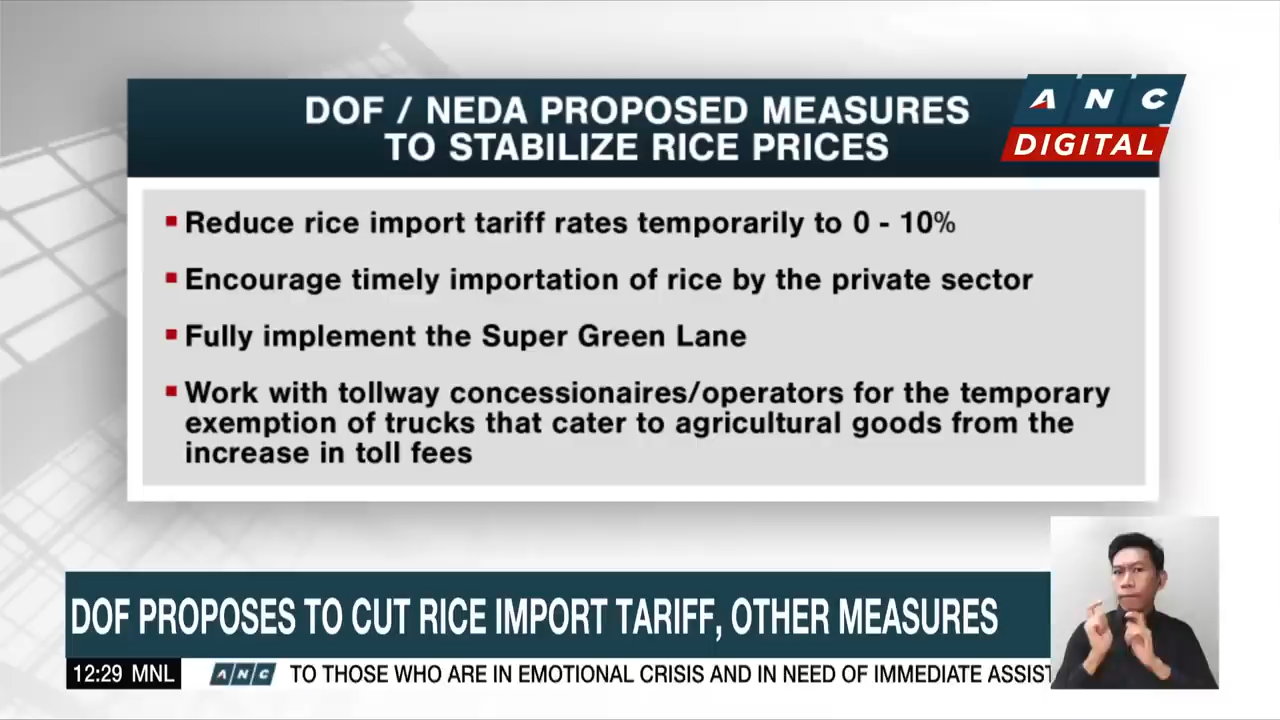 DOF / NEDA PROPOSED MEASURES
TO STABILIZE RICE PRICES
ANC
DIGITAL
Reduce rice import tariff rates temporarily to 0 - 10%
Encourage timely importation of rice by the private sector
Fully implement the Super Green Lane
Work with tollway concessionaires/operators for the temporary
exemption of trucks that cater to agricultural goods from the
increase in toll fees
DOF PROPOSES TO CUT RICE IMPORT TARIFF, OTHER MEASURES
12:29 MNL
ANC
TO THOSE WHO ARE IN EMOTIONAL CRISIS AND IN NEED OF IMMEDIATE ASSIST